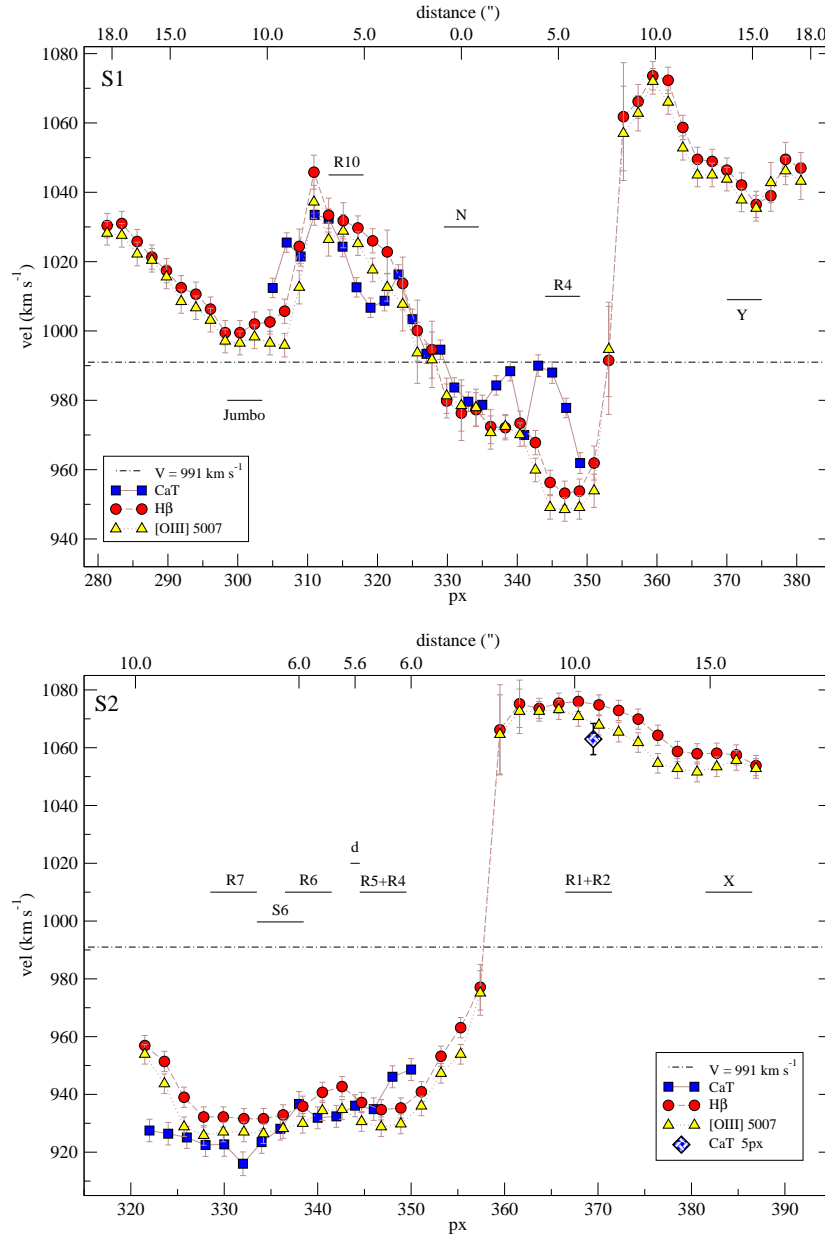 distance (")
18.0 15.0 10.0 5.0 0.0 5.0 10.0 15.0 18.0
S1
1080
1060
R10
1040
N
1020
R4
Y
1000
vel (km s-1)
980
Jumbo
960
940
V = 991 km s-1
CaT
Hβ
[OIII] 5007
280 290 300 310 320 330 340 350 360 370 380
px
distance (")
10.0 6.0 5.6 6.0 10.0 15.0
S2
1080
1060
1040
1020
d
R7 R6 R5+R4 R1+R2 X
S6
1000
vel (km s-1)
980
960
940
920
V = 991 km s-1
CaT
Hβ
[OIII] 5007
CaT 5px
320 330 340 350 360 370 380 390
px